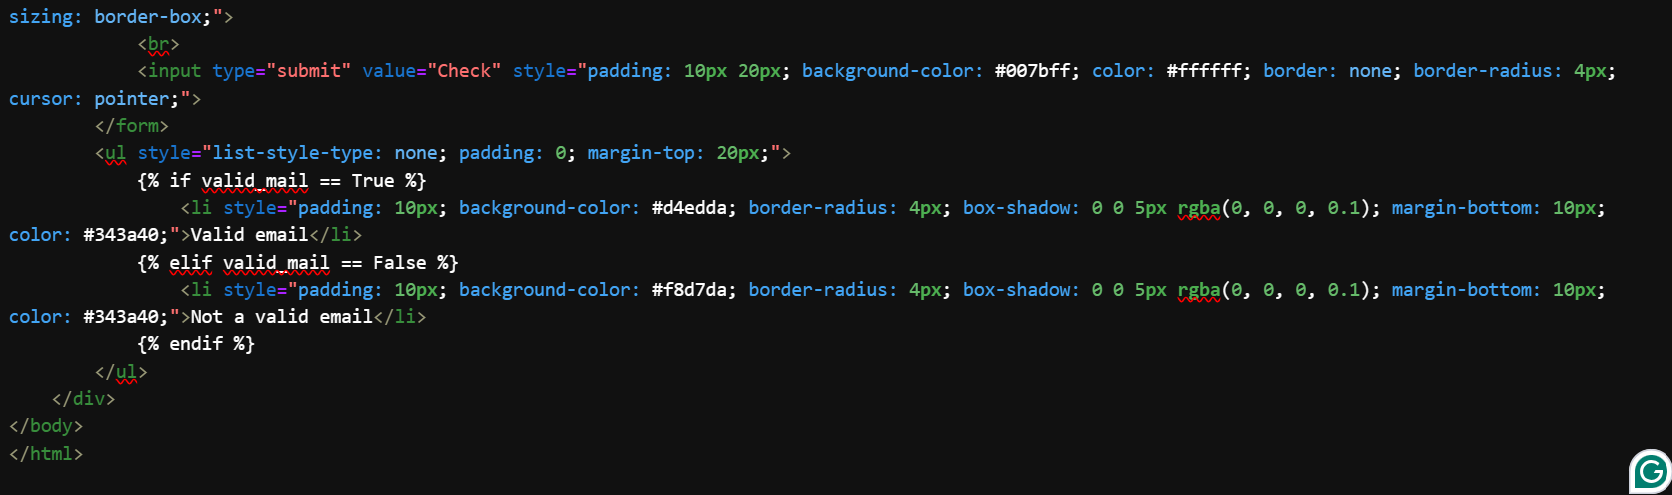 sizing: border-box;">
<br>
<input type="submit" value="Check" style="padding: 10px 20px; background-color: #007bff; color: #ffffff; border: none; border-radius: 4px;
cursor: pointer;">
</form>
<ul style="list-style-type: none; padding: 0; margin-top: 20px;">
{% if valid_mail == True %}
<li style="padding: 10px; background-color: #d4edda; border-radius: 4px; box-shadow: 0 0 5px rgba(0, 0, 0, 0.1); margin-bottom: 10px;
color: #343a40;">Valid email</li>
{% elif valid_mail == False %}
<li style="padding: 10px; background-color: #f8d7da; border-radius: 4px; box-shadow: 0 0 5px rgba(0, 0, 0, 0.1); margin-bottom: 10px;
color: #343a40;">Not a valid email</li>
{% endif %}
</ul>
</div>
</body>
</html>
G